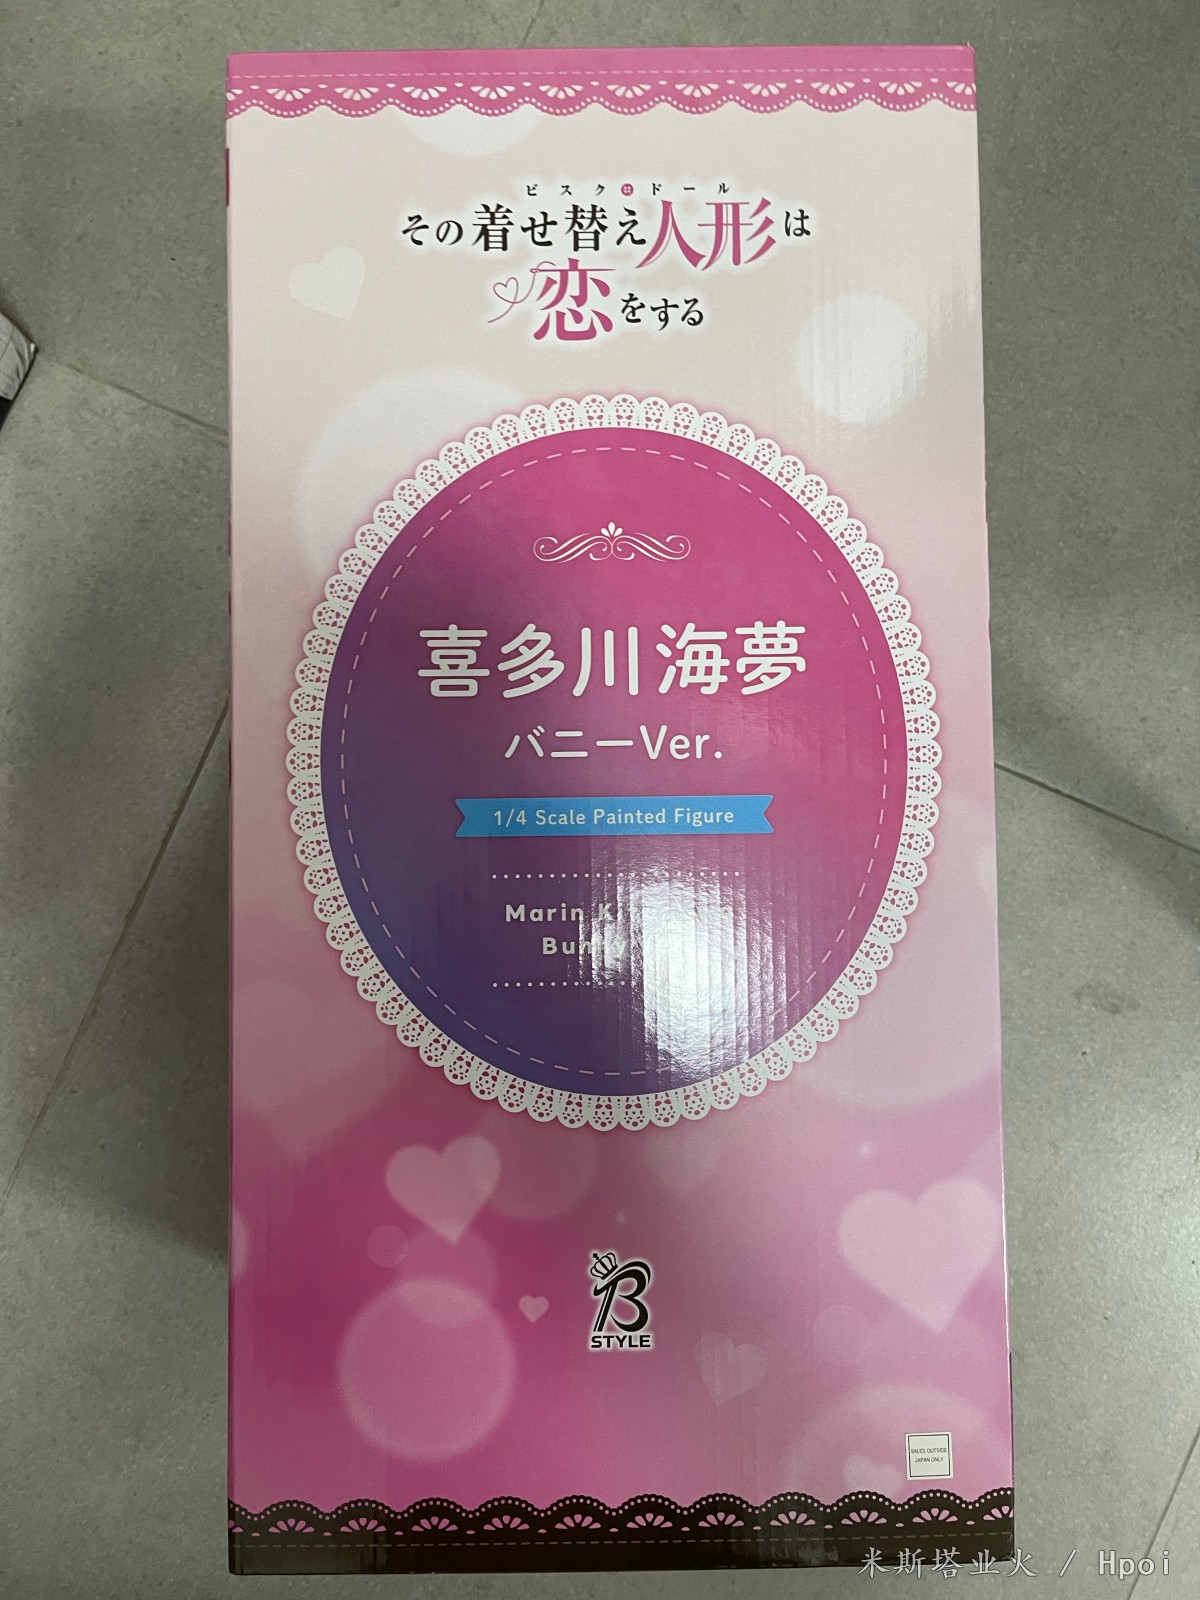 ビスク・ドール
その着せ替え人形は
恋をする
喜多川 海夢
バニーVer.
1/4 Scale Painted Figure
Marin
Bunny
B
STYLE
SALES OUTSIDE
JAPAN ONLY
米斯塔业火 / Hpoi